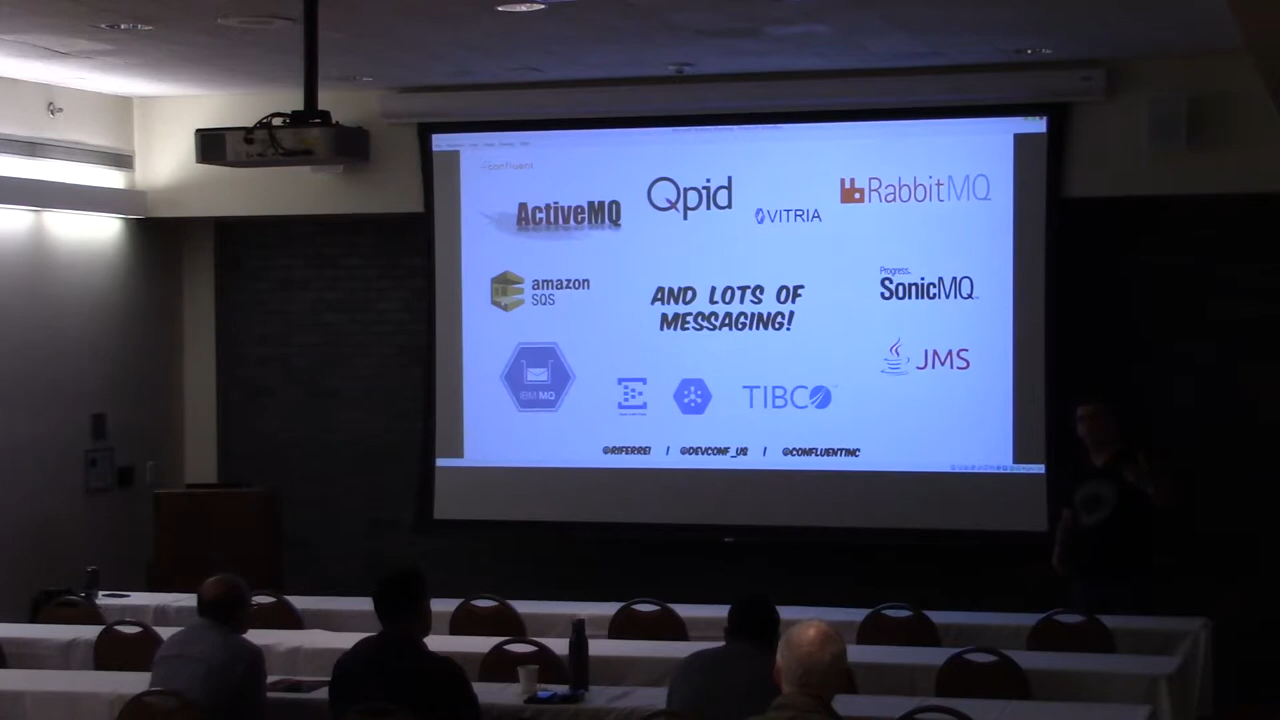 confluent
ActiveMQ
Qpid
VITRIA
RabbitMQ
amazon
SQS
AND LOTS OF
MESSAGING!
Progress
SonicMQ
JMS
IBM MQ
TIBCO
@RIFERREI / @DEVCONF_US / @CONFLUENTINC